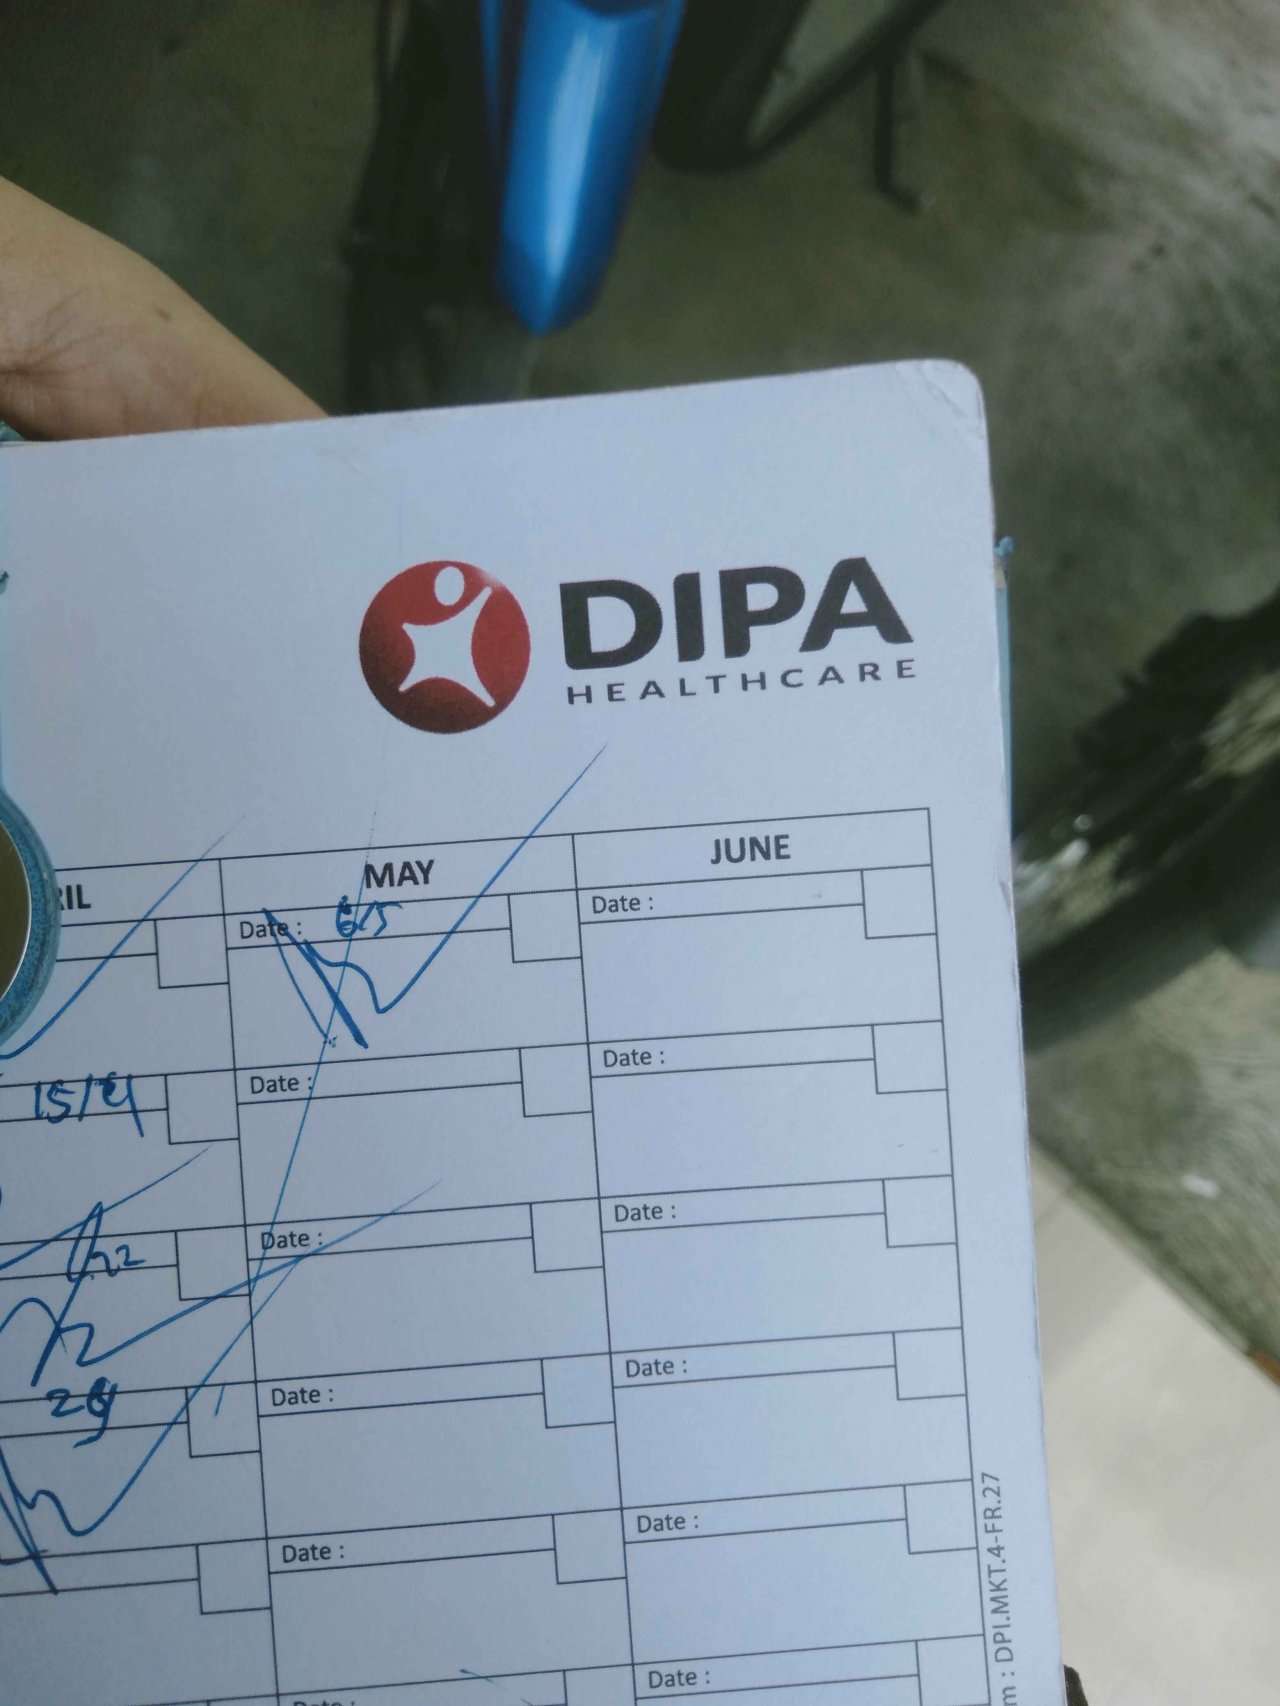 DIPA
HEALTHCARE
RIL MAY JUNE
Date : 6/5 Date :
15/4 Date : Date :
22 Date : Date :
29 Date : Date :
Date : Date :
Date : Date :
m : DPI.MKT.4-FR.27